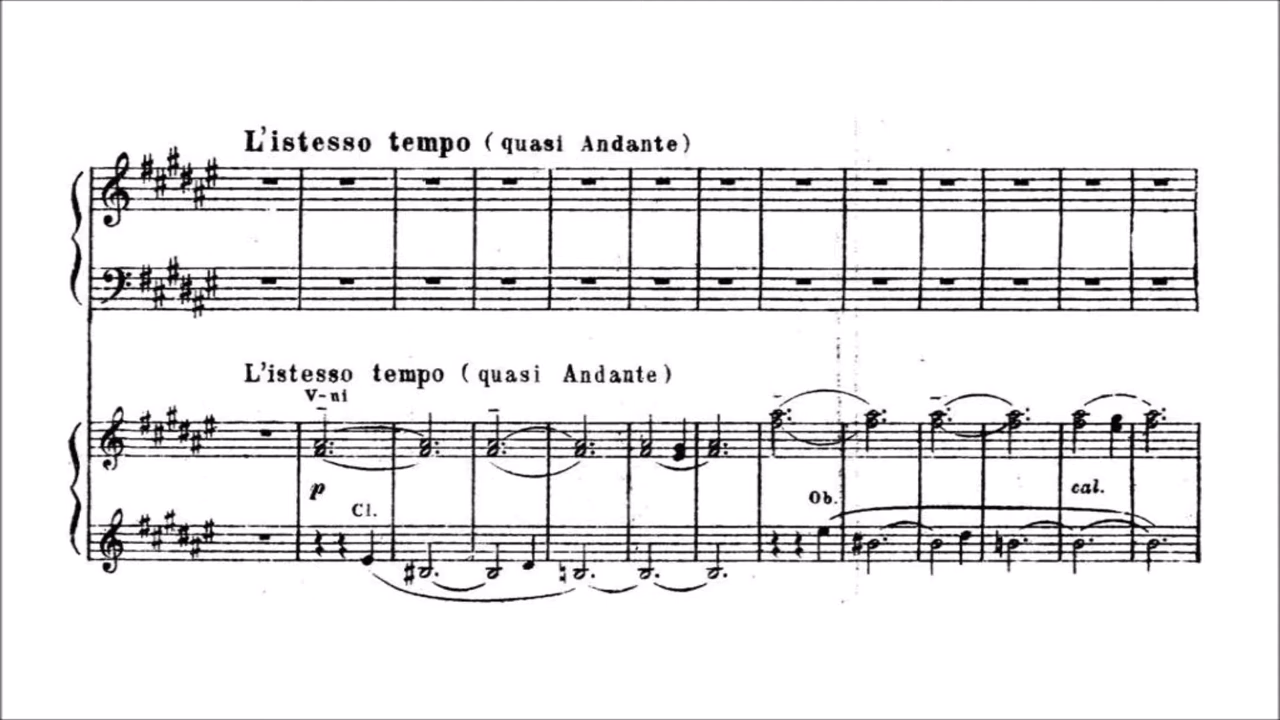 L'istesso tempo (quasi Andante)
L'istesso tempo (quasi Andante)
V-ni
p
Cl.
Ob.
cal.